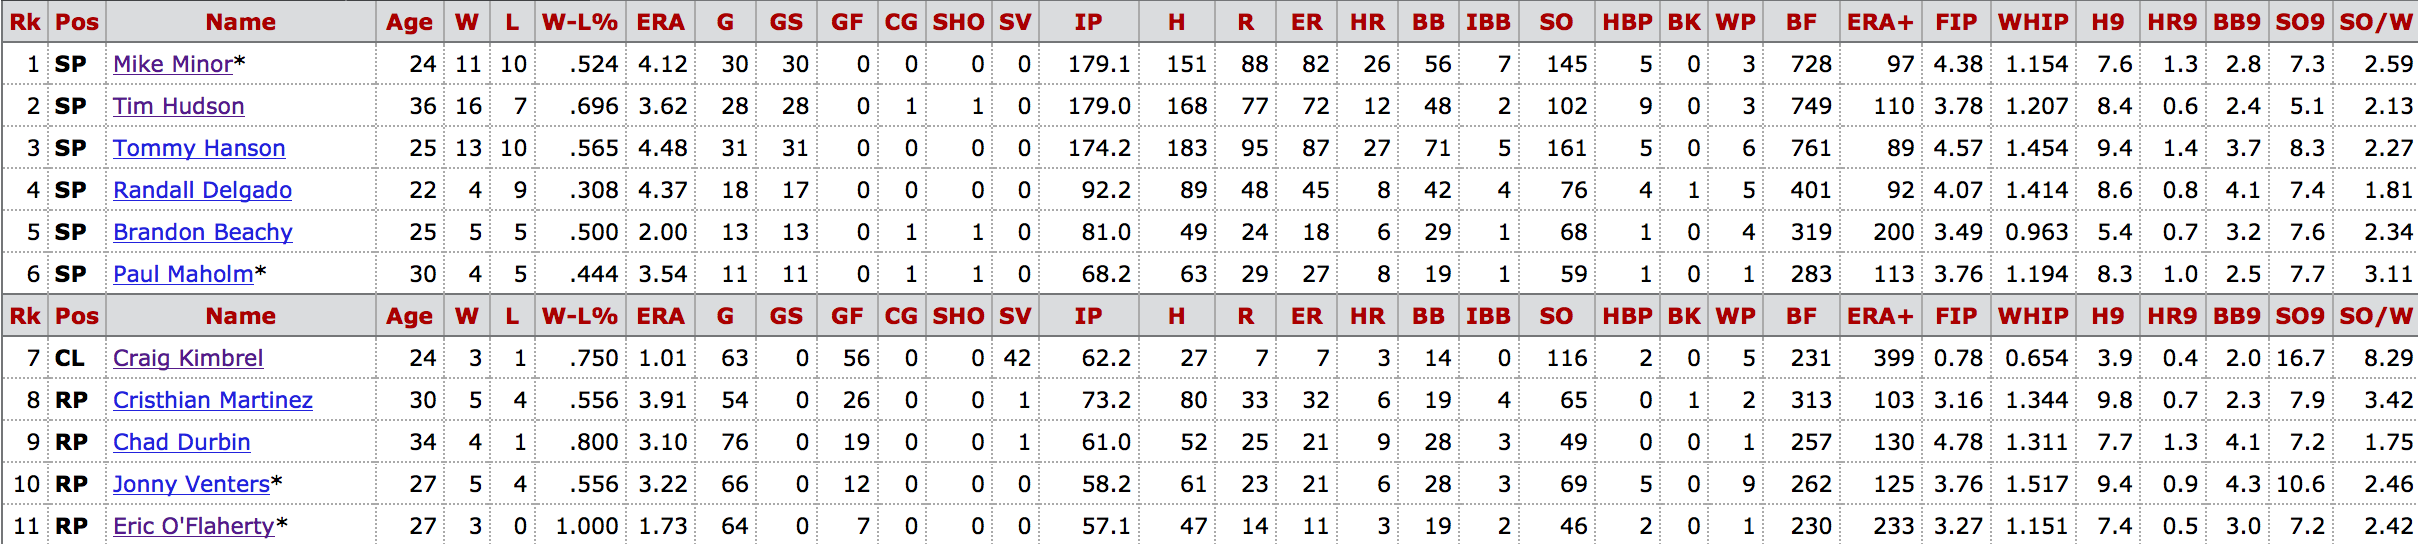 Rk Pos Name Age W L W-L% ERA G GS GF CG SHO SV IP H R ER HR BB IBB SO HBP BK WP BF ERA+ FIP WHIP H9 HR9 BB9 SO9 SO/W
1 SP Mike Minor* 24 11 10 .524 4.12 30 30 0 0 0 0 179.1 151 88 82 26 56 7 145 5 0 3 728 97 4.38 1.154 7.6 1.3 2.8 7.3 2.59
2 SP Tim Hudson 36 16 7 .696 3.62 28 28 0 1 1 0 179.0 168 77 72 12 48 2 102 9 0 3 749 110 3.78 1.207 8.4 0.6 2.4 5.1 2.13
3 SP Tommy Hanson 25 13 10 .565 4.48 31 31 0 0 0 0 174.2 183 95 87 27 71 5 161 5 0 6 761 89 4.57 1.454 9.4 1.4 3.7 8.3 2.27
4 SP Randall Delgado 22 4 9 .308 4.37 18 17 0 0 0 0 92.2 89 48 45 8 42 4 76 4 1 5 401 92 4.07 1.414 8.6 0.8 4.1 7.4 1.81
5 SP Brandon Beachy 25 5 5 .500 2.00 13 13 0 1 1 0 81.0 49 24 18 6 29 1 68 1 0 4 319 200 3.49 0.963 5.4 0.7 3.2 7.6 2.34
6 SP Paul Maholm* 30 4 5 .444 3.54 11 11 0 1 1 0 68.2 63 29 27 8 19 1 59 1 0 1 283 113 3.76 1.194 8.3 1.0 2.5 7.7 3.11
Rk Pos Name Age W L W-L% ERA G GS GF CG SHO SV IP H R ER HR BB IBB SO HBP BK WP BF ERA+ FIP WHIP H9 HR9 BB9 SO9 SO/W
7 CL Craig Kimbrel 24 3 1 .750 1.01 63 0 56 0 0 42 62.2 27 7 7 3 14 0 116 2 0 5 231 399 0.78 0.654 3.9 0.4 2.0 16.7 8.29
8 RP Cristhian Martinez 30 5 4 .556 3.91 54 0 26 0 0 1 73.2 80 33 32 6 19 4 65 0 1 2 313 103 3.16 1.344 9.8 0.7 2.3 7.9 3.42
9 RP Chad Durbin 34 4 1 .800 3.10 76 0 19 0 0 1 61.0 52 25 21 9 28 3 49 0 0 1 257 130 4.78 1.311 7.7 1.3 4.1 7.2 1.75
10 RP Jonny Venters* 27 5 4 .556 3.22 66 0 12 0 0 0 58.2 61 23 21 6 28 3 69 5 0 9 262 125 3.76 1.517 9.4 0.9 4.3 10.6 2.46
11 RP Eric O'Flaherty* 27 3 0 1.000 1.73 64 0 7 0 0 0 57.1 47 14 11 3 19 2 46 2 0 1 230 233 3.27 1.151 7.4 0.5 3.0 7.2 2.42